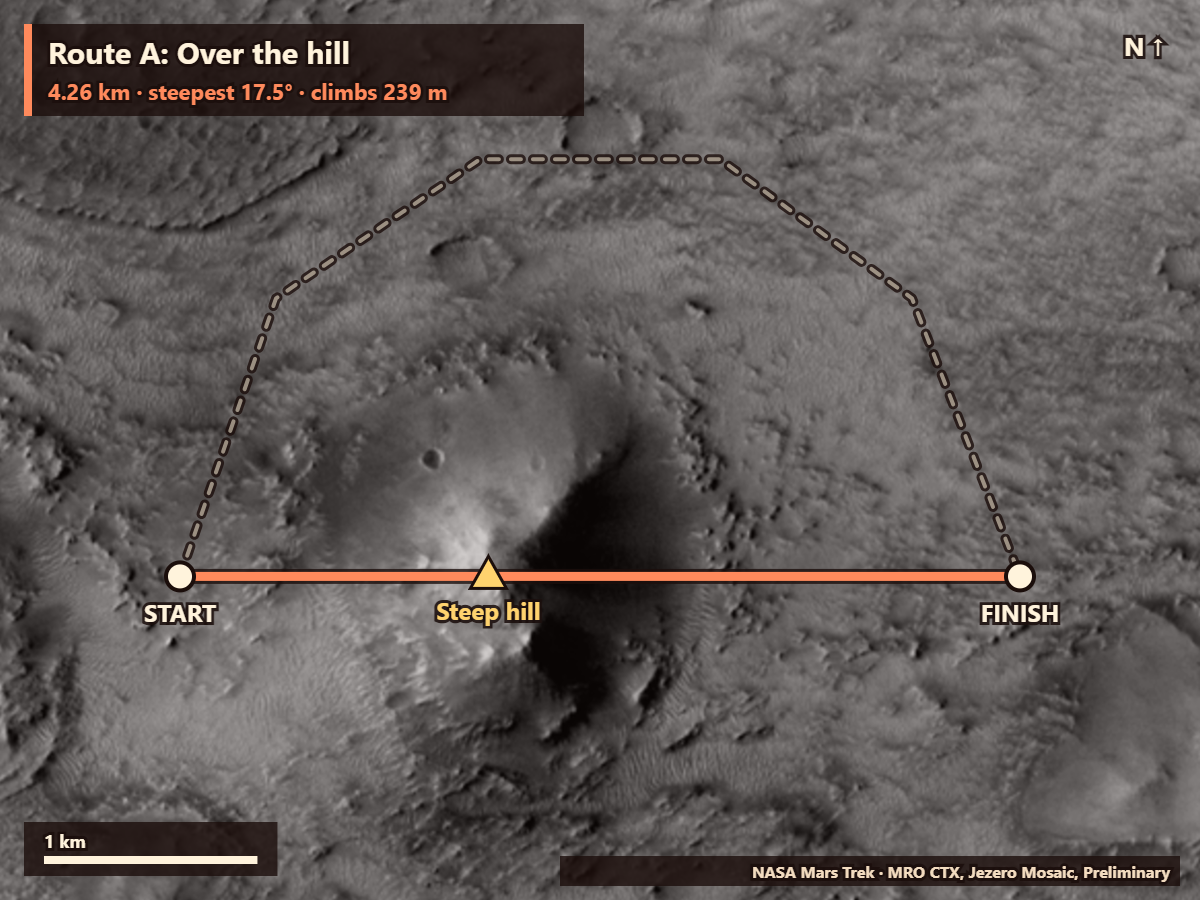 Route A: Over the hill
4.26 km · steepest 17.5° · climbs 239 m
N↑
START
Steep hill
FINISH
1 km
NASA Mars Trek · MRO CTX, Jezero Mosaic, Preliminary